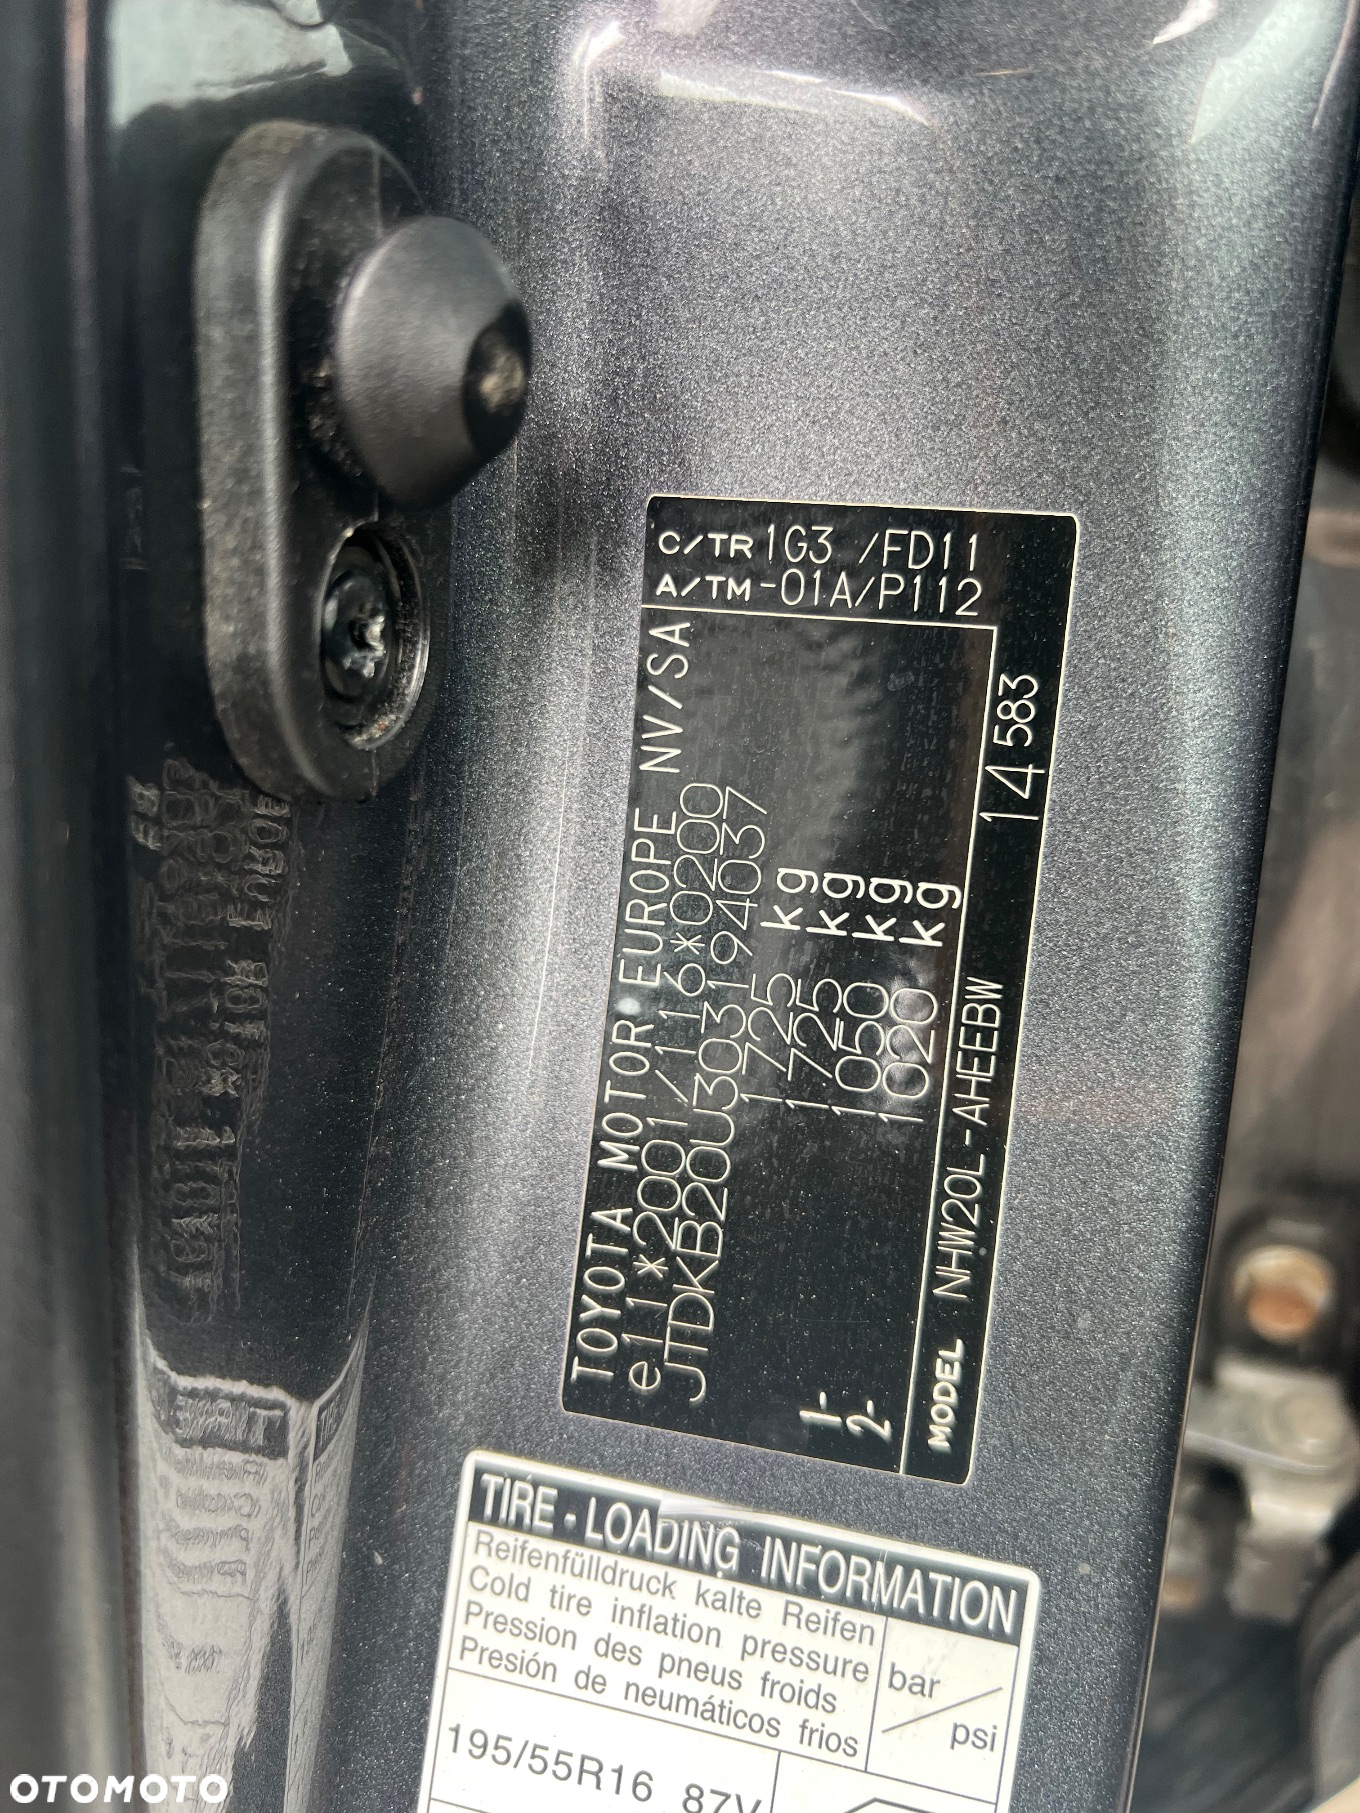 C/TR 1G3 /FD11
A/TM -01A/P112
TOYOTA MOTOR EUROPE NV/SA
e11*2001/116*0200
JTDKB20U303194037
1725 kg
1725 kg
1- 1050 kg
2- 1020 kg
MODEL NHW20L-AHEEBW 14 583
TIRE-LOADING INFORMATION
Reifenfülldruck kalte Reifen
Cold tire inflation pressure
Pression des pneus froids
Presión de neumáticos frios
bar / psi
195/55R16 87V
OTOMOTO